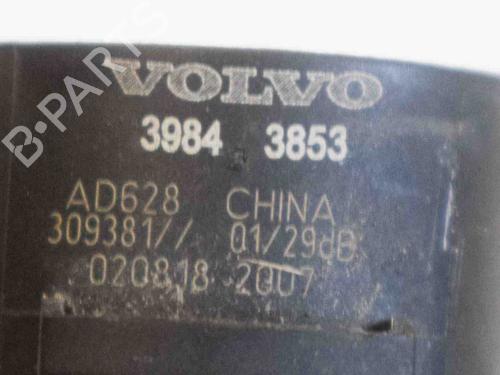 B-PARTS
VOLVO
3984 3853
AD628 CHINA
309381// 01/29dB
020818 2007